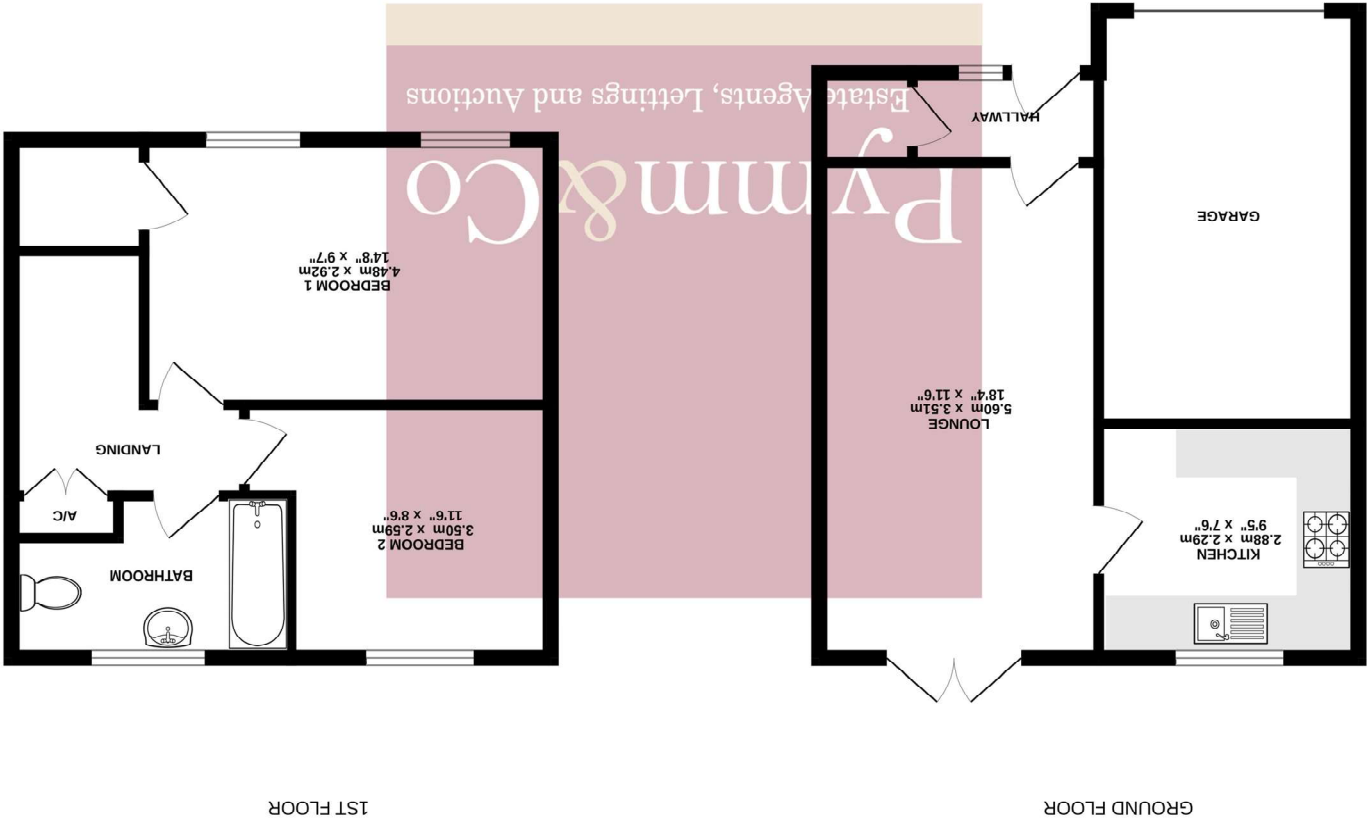 GROUND FLOOR
1ST FLOOR
KITCHEN
2.88m x 2.29m
9'5" x 7'6"
LOUNGE
5.60m x 3.51m
18'4" x 11'6"
GARAGE
HALLWAY
BEDROOM 2
3.50m x 2.59m
11'6" x 8'6"
BATHROOM
A/C
LANDING
BEDROOM 1
4.48m x 2.92m
14'8" x 9'7"
Pymm&Co
Estate Agents, Lettings and Auctions